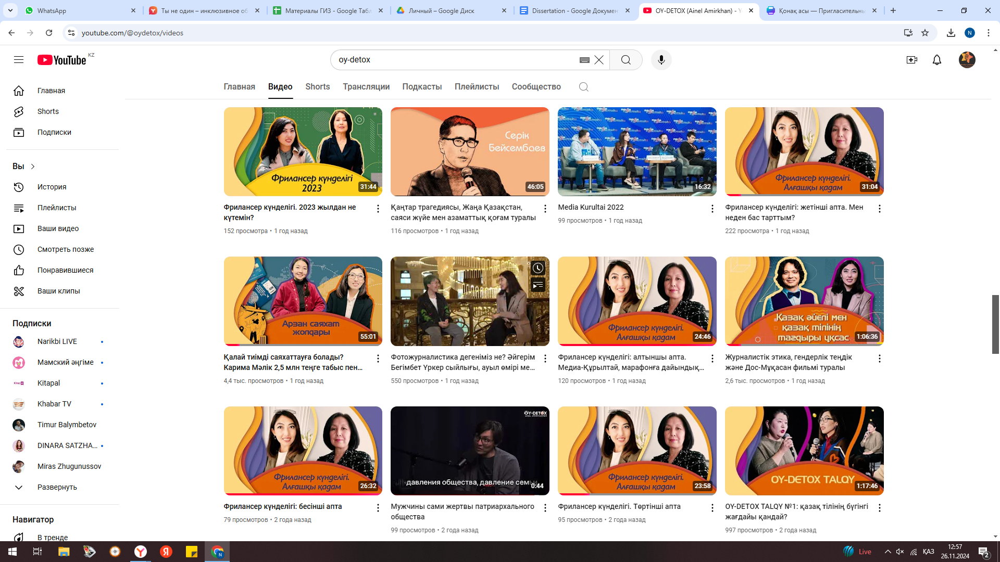 WhatsApp
Ты не один – инклюзивное об
Материалы ГИЗ - Google Табл
Личный – Google Диск
Dissertation - Google Докумен
OY-DETOX (Ainel Amirkhan) - Y
Қонақ асы — Пригласительны
youtube.com/@oydetox/videos
N
YouTube
KZ
oy-detox
Главная
Видео
Shorts
Трансляции
Подкасты
Плейлисты
Сообщество
Главная
Shorts
Подписки
Вы
История
Плейлисты
Ваши видео
Смотреть позже
Понравившиеся
Ваши клипы
Подписки
Narikbi LIVE
Мамский әңгіме
Kitapal
Khabar TV
Timur Balymbetov
DINARA SATZHA...
Miras Zhugunussov
Развернуть
Навигатор
В тренде
Фрилансер күнделігі
2023
31:44
Фрилансер күнделігі. 2023 жылдан не
күтемін?
152 просмотра • 1 год назад
Серік
Бейсембаев
46:05
Қаңтар трагедиясы, Жаңа Қазақстан,
саяси жүйе мен азаматтық қоғам туралы
116 просмотров • 1 год назад
16:32
Media Kurultai 2022
99 просмотров • 1 год назад
Фрилансер күнделігі.
Алғашқы қадам
31:04
Фрилансер күнделігі: жетінші апта. Мен
неден бас тарттым?
222 просмотра • 1 год назад
Арзан саяхат
жолдары
55:01
Қалай тиімді саяхаттауға болады?
Карима Мәлік 2,5 млн теңге табыс пен...
4,4 тыс. просмотров • 1 год назад
Фотожурналистика дегеніміз не? Әйгерім
Бегімбет Үркер сыйлығы, ауыл өмірі ме...
550 просмотров • 1 год назад
Фрилансер күнделігі.
Алғашқы қадам
24:46
Фрилансер күнделігі: алтыншы апта.
Медиа-Құрылтай, марафонға дайындық...
120 просмотров • 1 год назад
Қазақ әйелі мен
қазақ тілінің
тағдыры ұқсас
1:06:36
Журналистік этика, гендерлік теңдік
және Дос-Мұқасан фильмі туралы
2,6 тыс. просмотров • 1 год назад
Фрилансер күнделігі.
Алғашқы қадам
26:32
Фрилансер күнделігі: бесінші апта
79 просмотров • 2 года назад
OY-DETOX
давления общества, давление семь
0:44
Мужчины сами жертвы патриархального
общества
99 просмотров • 2 года назад
Фрилансер күнделігі.
Алғашқы қадам
23:58
Фрилансер күнделігі. Төртінші апта
95 просмотров • 2 года назад
OY-DETOX TALQY
1:17:46
OY-DETOX TALQY №1: қазақ тілінің бүгінгі
жағдайы қандай?
997 просмотров • 2 года назад
Live
ҚАЗ
12:57
26.11.2024
2